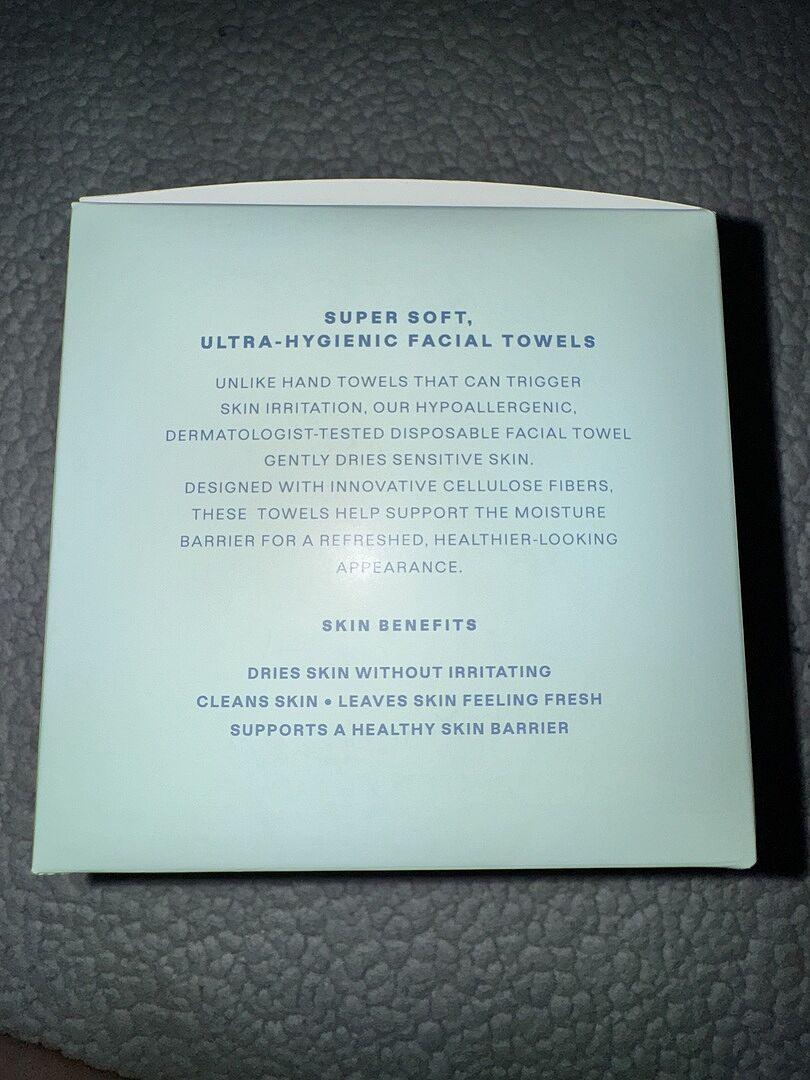 SUPER SOFT,
ULTRA-HYGIENIC FACIAL TOWELS
UNLIKE HAND TOWELS THAT CAN TRIGGER
SKIN IRRITATION, OUR HYPOALLERGENIC,
DERMATOLOGIST-TESTED DISPOSABLE FACIAL TOWEL
GENTLY DRIES SENSITIVE SKIN.
DESIGNED WITH INNOVATIVE CELLULOSE FIBERS,
THESE TOWELS HELP SUPPORT THE MOISTURE
BARRIER FOR A REFRESHED, HEALTHIER-LOOKING
APPEARANCE.
SKIN BENEFITS
DRIES SKIN WITHOUT IRRITATING
CLEANS SKIN • LEAVES SKIN FEELING FRESH
SUPPORTS A HEALTHY SKIN BARRIER